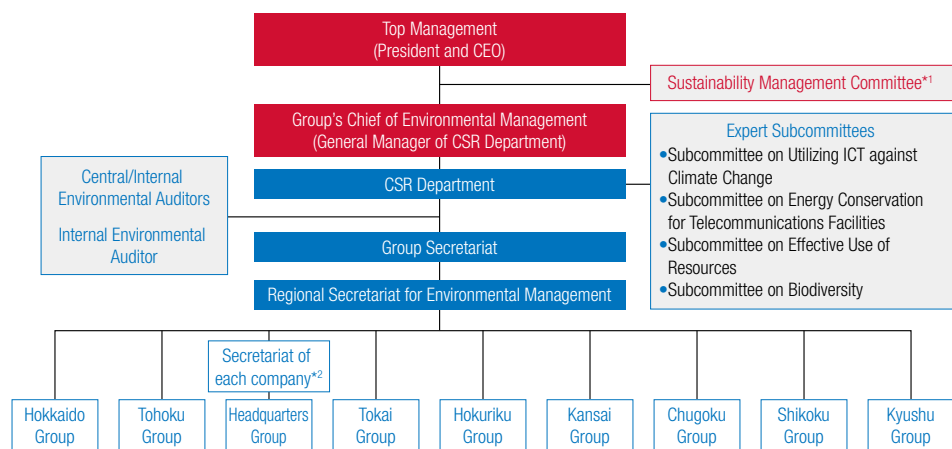 Top Management
(President and CEO)
Sustainability Management Committee*1
Group's Chief of Environmental Management
(General Manager of CSR Department)
Expert Subcommittees
•Subcommittee on Utilizing ICT against
Climate Change
•Subcommittee on Energy Conservation
for Telecommunications Facilities
•Subcommittee on Effective Use of
Resources
•Subcommittee on Biodiversity
Central/Internal
Environmental Auditors
Internal Environmental
Auditor
CSR Department
Group Secretariat
Regional Secretariat for Environmental Management
Secretariat of
each company*2
Hokkaido
Group
Tohoku
Group
Headquarters
Group
Tokai
Group
Hokuriku
Group
Kansai
Group
Chugoku
Group
Shikoku
Group
Kyushu
Group